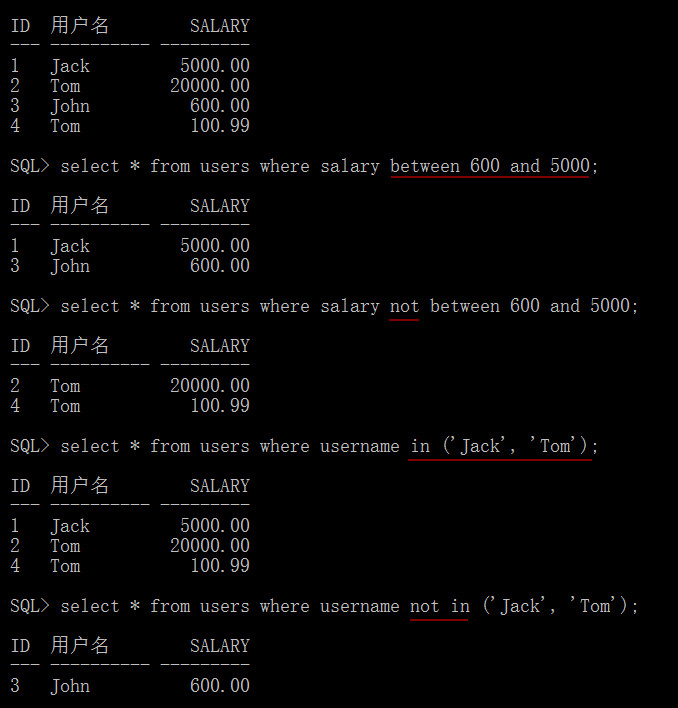 ID  用户名        SALARY
--- ---------- ---------
1   Jack         5000.00
2   Tom         20000.00
3   John          600.00
4   Tom           100.99
SQL> select * from users where salary between 600 and 5000;
ID  用户名        SALARY
--- ---------- ---------
1   Jack         5000.00
3   John          600.00
SQL> select * from users where salary not between 600 and 5000;
ID  用户名        SALARY
--- ---------- ---------
2   Tom         20000.00
4   Tom           100.99
SQL> select * from users where username in ('Jack', 'Tom');
ID  用户名        SALARY
--- ---------- ---------
1   Jack         5000.00
2   Tom         20000.00
4   Tom           100.99
SQL> select * from users where username not in ('Jack', 'Tom');
ID  用户名        SALARY
--- ---------- ---------
3   John          600.00